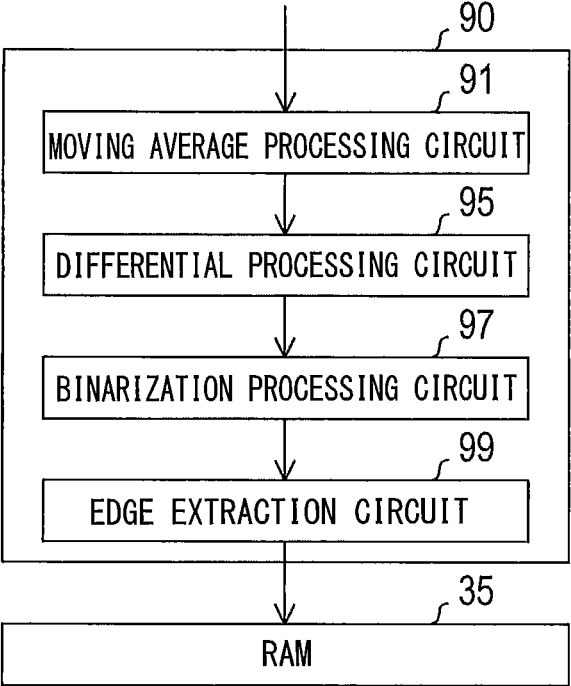 90
91
MOVING AVERAGE PROCESSING CIRCUIT
95
DIFFERENTIAL PROCESSING CIRCUIT
97
BINARIZATION PROCESSING CIRCUIT
99
EDGE EXTRACTION CIRCUIT
35
RAM